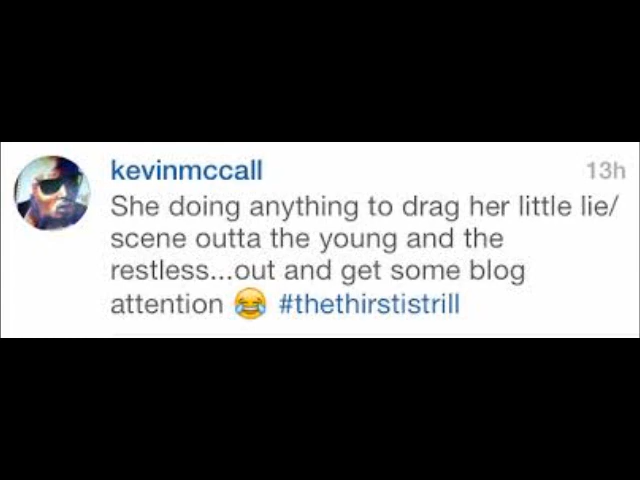 kevinmccall 13h
She doing anything to drag her little lie/
scene outta the young and the
restless...out and get some blog
attention 😂 #thethirstistrill